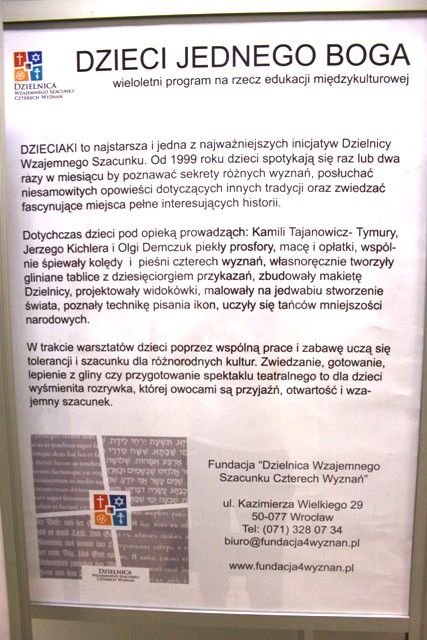 DZIECI JEDNEGO BOGA
wieloletni program na rzecz edukacji międzykulturowej
DZIELNICA
WZAJEMNEGO SZACUNKU
CZTERECH WYZNAŃ
DZIECIAKI to najstarsza i jedna z najważniejszych inicjatyw Dzielnicy
Wzajemnego Szacunku. Od 1999 roku dzieci spotykają się raz lub dwa
razy w miesiącu by poznawać sekrety różnych wyznań, posłuchać
niesamowitych opowieści dotyczących innych tradycji oraz zwiedzać
fascynujące miejsca pełne interesujących historii.
Dotychczas dzieci pod opieką prowadząch: Kamili Tajanowicz- Tymury,
Jerzego Kichlera i Olgi Demczuk piekły prosfory, macę i opłatki, wspól-
nie śpiewały kolędy i pieśni czterech wyznań, własnoręcznie tworzyły
gliniane tablice z dziesięciorgiem przykazań, zbudowały makietę
Dzielnicy, projektowały widokówki, malowały na jedwabiu stworzenie
świata, poznały technikę pisania ikon, uczyły się tańców mniejszości
narodowych.
W trakcie warsztatów dzieci poprzez wspólną prace i zabawę uczą się
tolerancji i szacunku dla różnorodnych kultur. Zwiedzanie, gotowanie,
lepienie z gliny czy przygotowanie spektaklu teatralnego to dla dzieci
wyśmienita rozrywka, której owocami są przyjaźń, otwartość i wza-
jemny szacunek.
Fundacja "Dzielnica Wzajemnego
Szacunku Czterech Wyznań"
ul. Kazimierza Wielkiego 29
50-077 Wrocław
Tel: (071) 328 07 34
biuro@fundacja4wyznan.pl
www.fundacja4wyznan.pl
DZIELNICA
WZAJEMNEGO SZACUNKU
CZTERECH WYZNAŃ